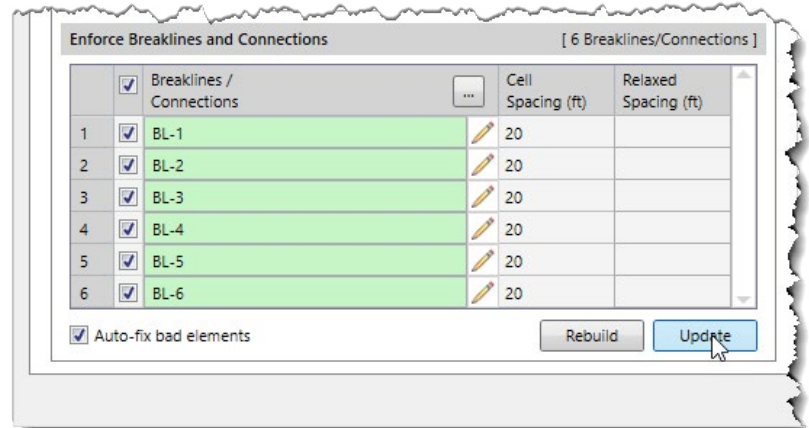 Enforce Breaklines and Connections [ 6 Breaklines/Connections ]
Breaklines / Connections ... Cell Spacing (ft) Relaxed Spacing (ft)
1 BL-1 20
2 BL-2 20
3 BL-3 20
4 BL-4 20
5 BL-5 20
6 BL-6 20
Auto-fix bad elements Rebuild Update